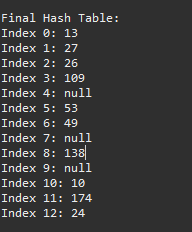 Final Hash Table:
Index 0: 13
Index 1: 27
Index 2: 26
Index 3: 109
Index 4: null
Index 5: 53
Index 6: 49
Index 7: null
Index 8: 138
Index 9: null
Index 10: 10
Index 11: 174
Index 12: 24